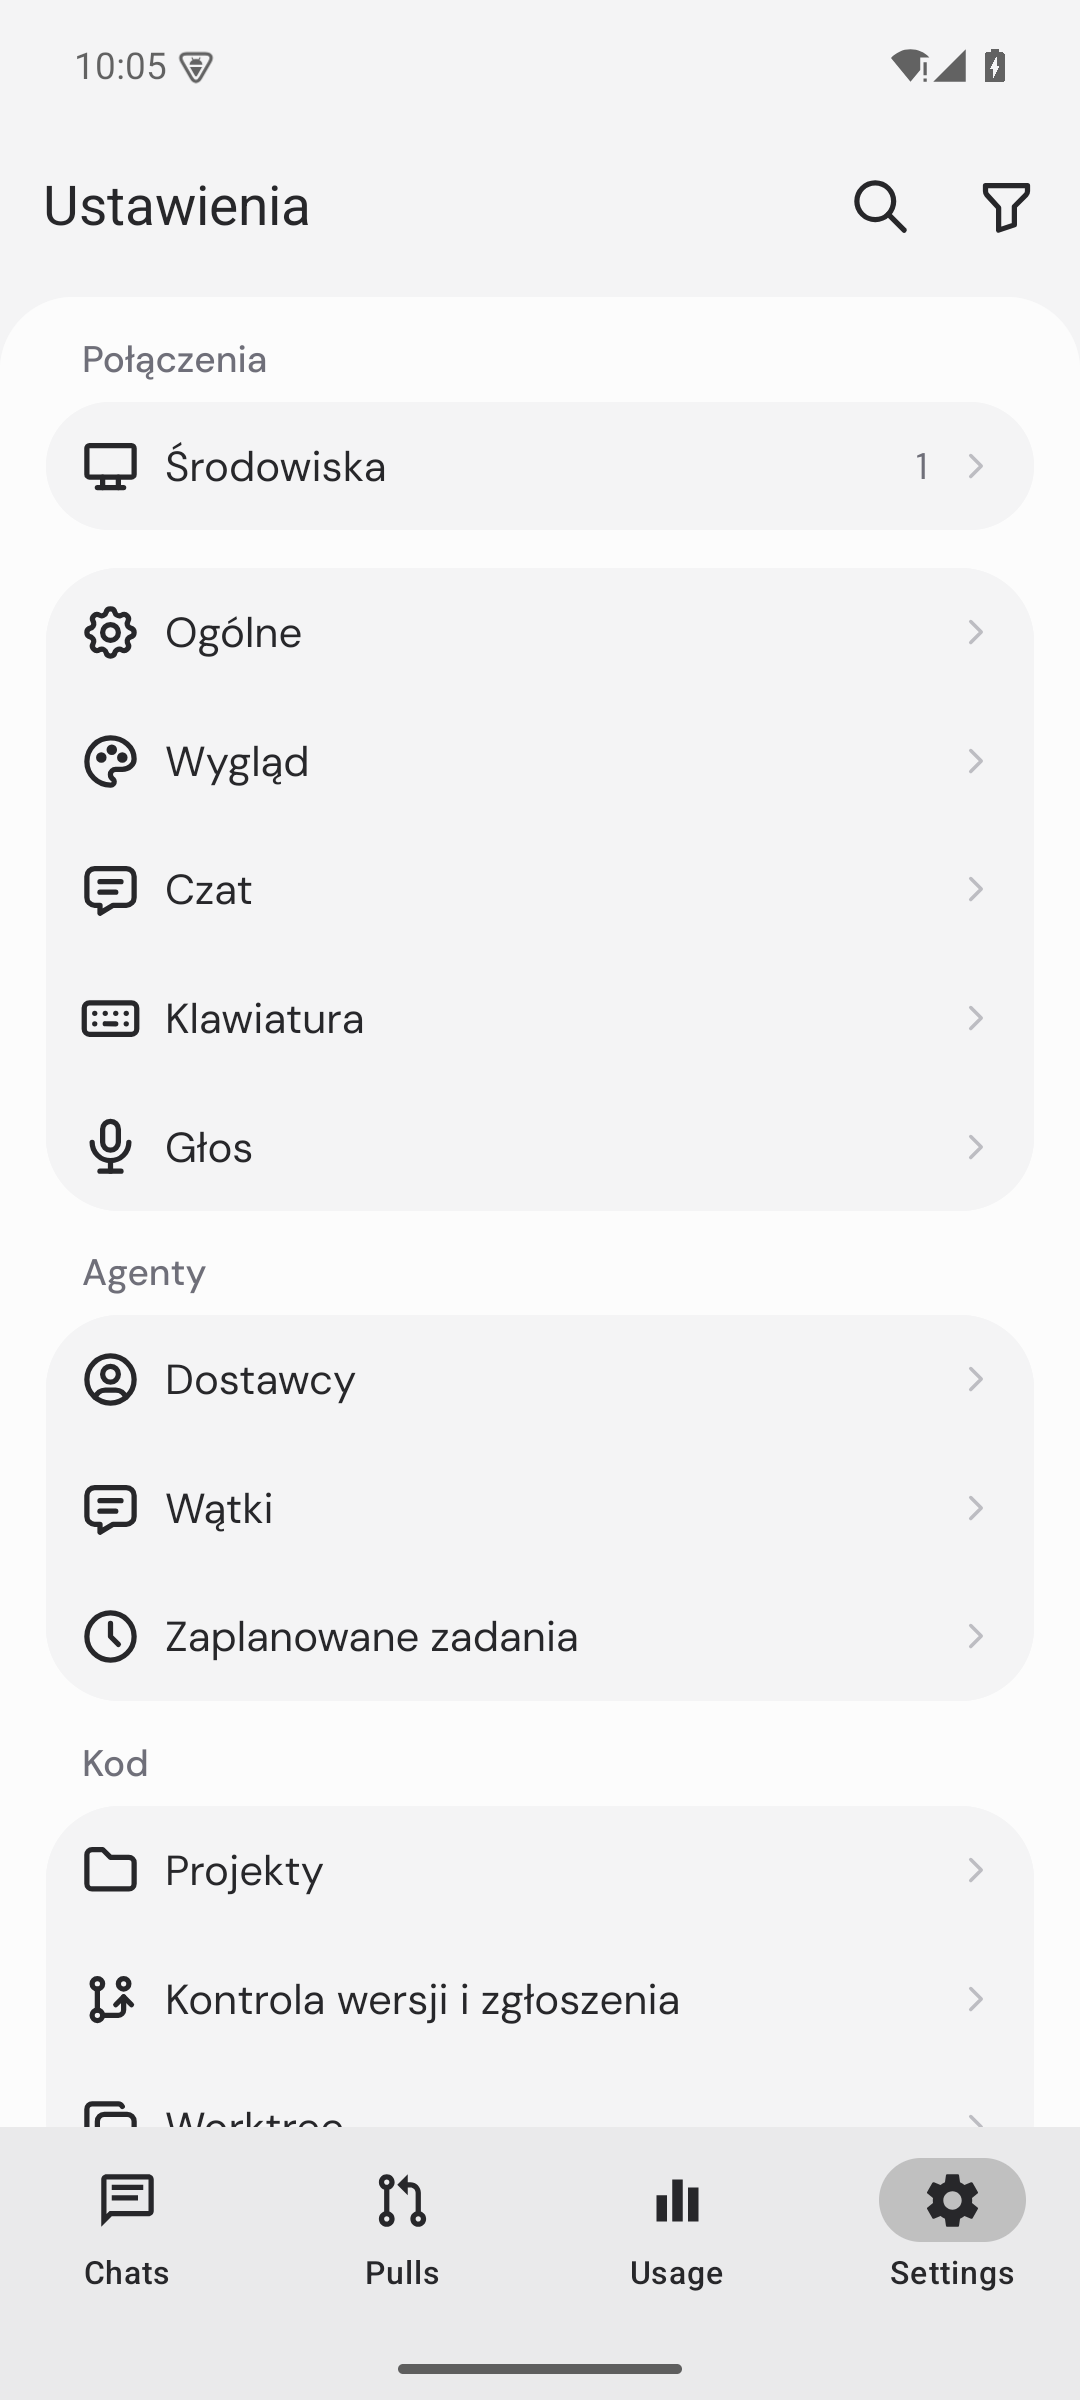 10:05
Ustawienia
Połączenia
Środowiska 1
Ogólne
Wygląd
Czat
Klawiatura
Głos
Agenty
Dostawcy
Wątki
Zaplanowane zadania
Kod
Projekty
Kontrola wersji i zgłoszenia
Worktree
Chats Pulls Usage Settings